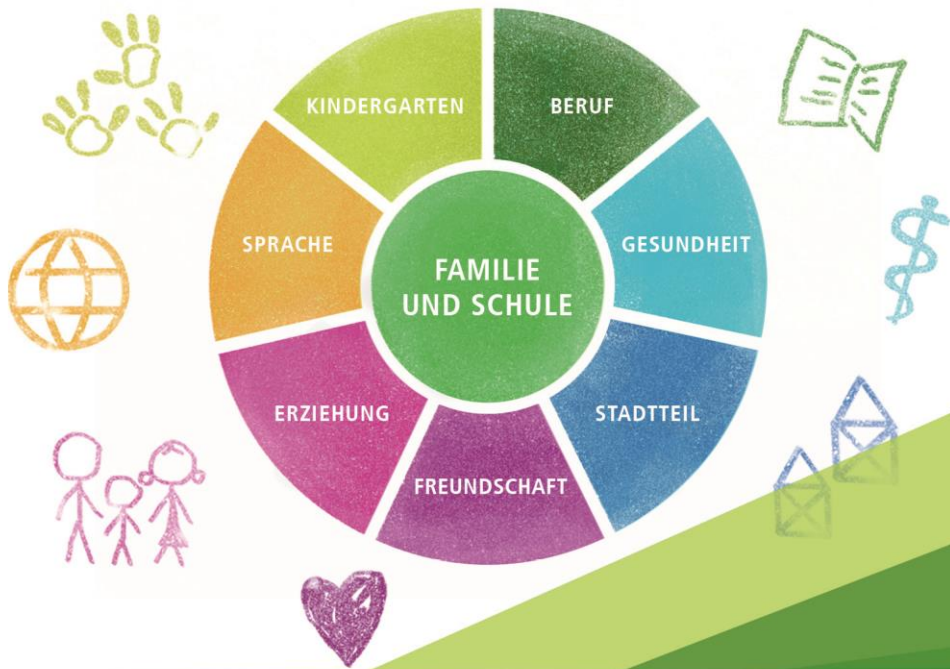 KINDERGARTEN
BERUF
SPRACHE
GESUNDHEIT
FAMILIE
UND SCHULE
ERZIEHUNG
STADTTEIL
FREUNDSCHAFT